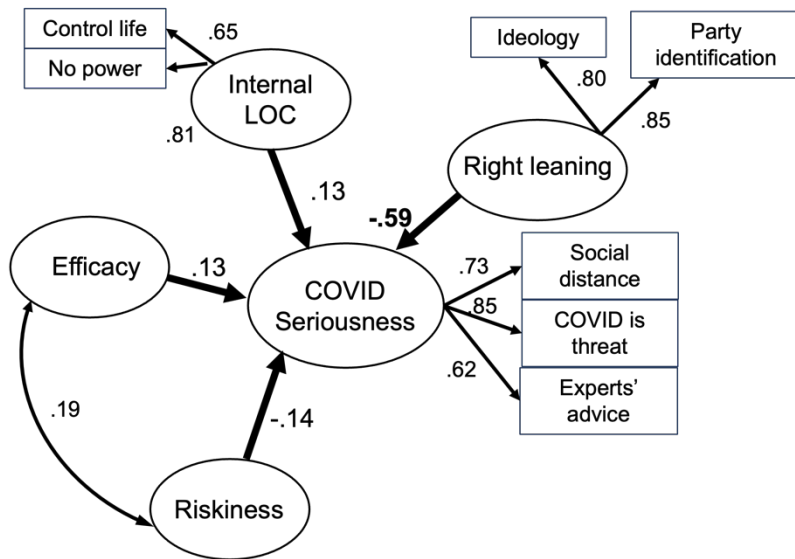 Control life
.65
No power
Internal
LOC
.81
Ideology
.80
Party
identification
.85
Right leaning
.13
-.59
Efficacy
.13
COVID
Seriousness
.73
Social
distance
.85
COVID is
threat
.62
Experts’
advice
.19
-.14
Riskiness